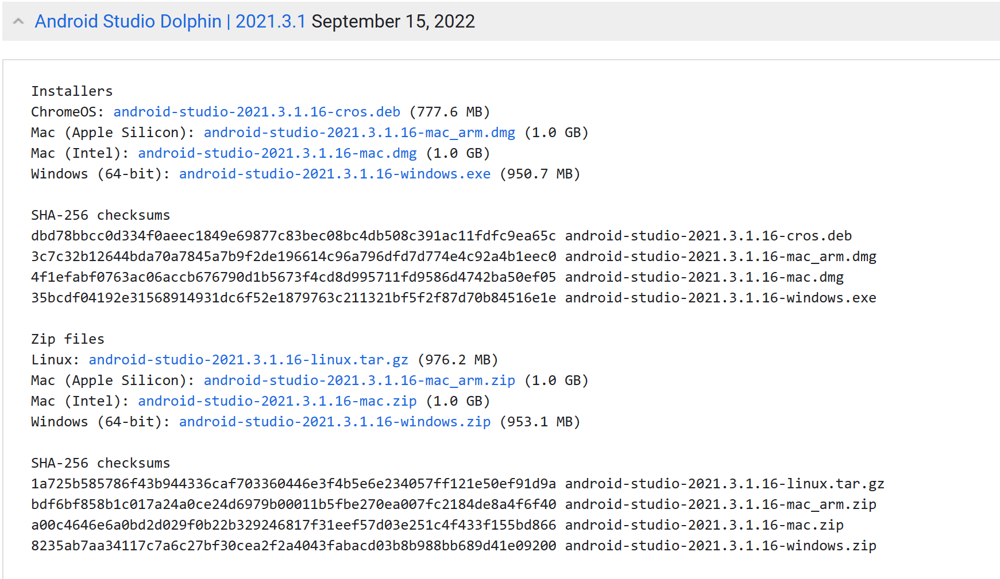 Android Studio Dolphin | 2021.3.1 September 15, 2022
Installers
ChromeOS: android-studio-2021.3.1.16-cros.deb (777.6 MB)
Mac (Apple Silicon): android-studio-2021.3.1.16-mac_arm.dmg (1.0 GB)
Mac (Intel): android-studio-2021.3.1.16-mac.dmg (1.0 GB)
Windows (64-bit): android-studio-2021.3.1.16-windows.exe (950.7 MB)
SHA-256 checksums
dbd78bbcc0d334f0aeec1849e69877c83bec08bc4db508c391ac11fdfc9ea65c android-studio-2021.3.1.16-cros.deb
3c7c32b12644bda70a7845a7b9f2de196614c96a796dfd7d774e4c92a4b1eec0 android-studio-2021.3.1.16-mac_arm.dmg
4f1efabf0763ac06accb676790d1b5673f4cd8d995711fd9586d4742ba50ef05 android-studio-2021.3.1.16-mac.dmg
35bcdf04192e31568914931dc6f52e1879763c211321bf5f2f87d70b84516e1e android-studio-2021.3.1.16-windows.exe
Zip files
Linux: android-studio-2021.3.1.16-linux.tar.gz (976.2 MB)
Mac (Apple Silicon): android-studio-2021.3.1.16-mac_arm.zip (1.0 GB)
Mac (Intel): android-studio-2021.3.1.16-mac.zip (1.0 GB)
Windows (64-bit): android-studio-2021.3.1.16-windows.zip (953.1 MB)
SHA-256 checksums
1a725b585786f43b944336caf703360446e3f4b5e6e234057ff121e50ef91d9a android-studio-2021.3.1.16-linux.tar.gz
bdf6bf858b1c017a24a0ce24d6979b00011b5fbe270ea007fc2184de8a4f6f40 android-studio-2021.3.1.16-mac_arm.zip
a00c4646e6a0bd2d029f0b22b329246817f31eef57d03e251c4f433f155bd866 android-studio-2021.3.1.16-mac.zip
8235ab7aa34117c7a6c27bf30cea2f2a4043fabacd03b8b988bb689d41e09200 android-studio-2021.3.1.16-windows.zip